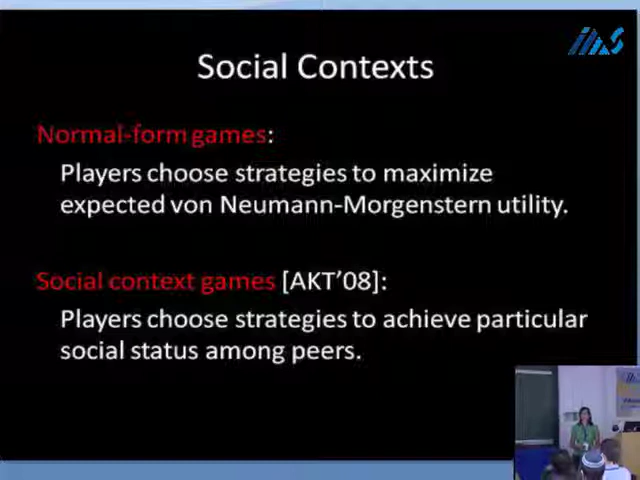 Social Contexts
Normal-form games:
Players choose strategies to maximize
expected von Neumann-Morgenstern utility.
Social context games [AKT'08]:
Players choose strategies to achieve particular
social status among peers.